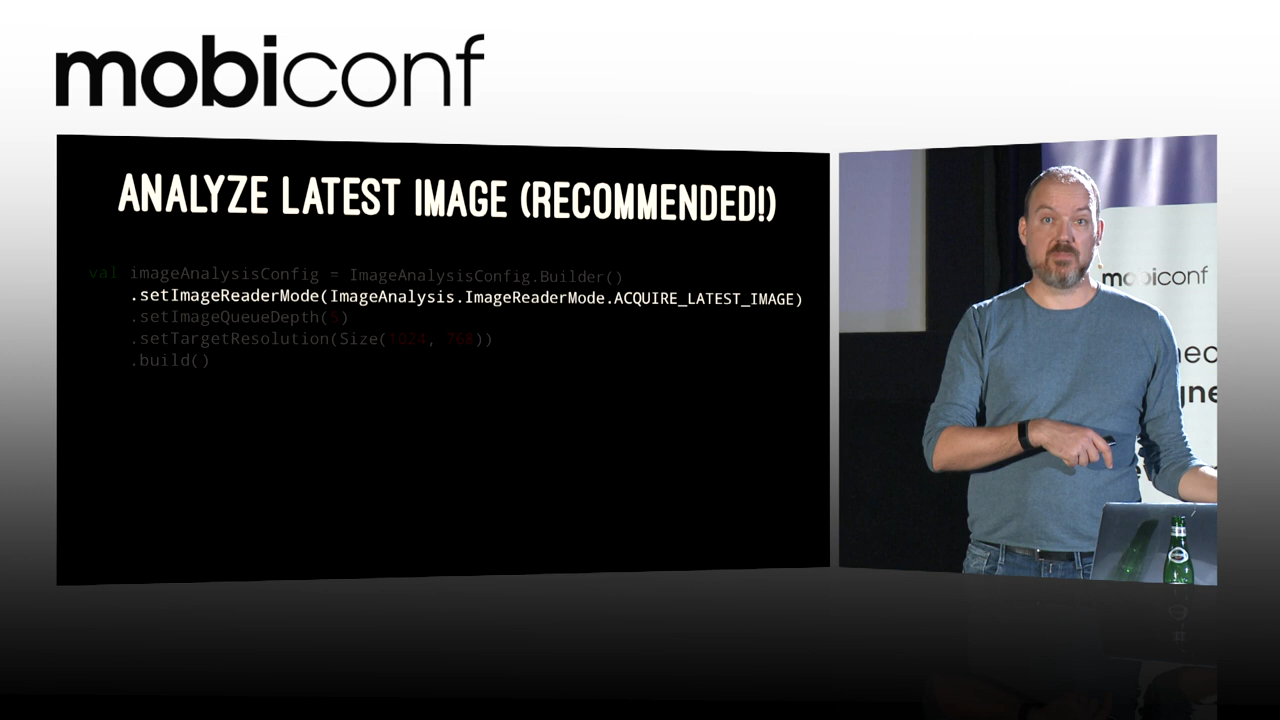 mobiconf
ANALYZE LATEST IMAGE (RECOMMENDED!)
val imageAnalysisConfig = ImageAnalysisConfig.Builder()
.setImageReaderMode(ImageAnalysis.ImageReaderMode.ACQUIRE_LATEST_IMAGE)
.setImageQueueDepth(5)
.setTargetResolution(Size(1024, 768))
.build()
mobiconf